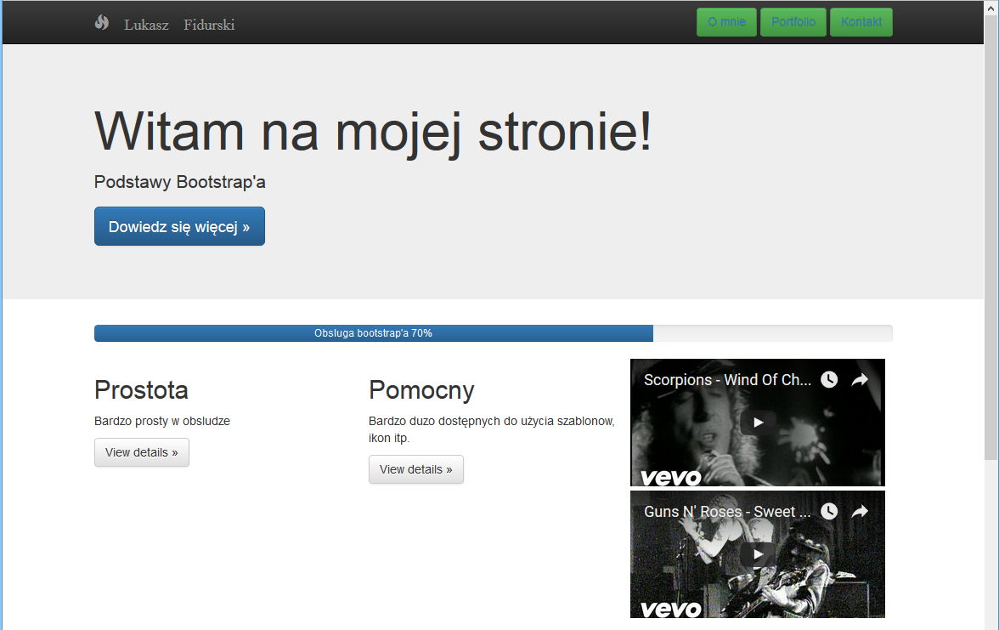 Lukasz Fidurski
O mnie
Portfolio
Kontakt
Witam na mojej stronie!
Podstawy Bootstrap'a
Dowiedz się więcej »
Obsluga bootstrap'a 70%
Prostota
Bardzo prosty w obsludze
View details »
Pomocny
Bardzo duzo dostępnych do użycia szablonow,
ikon itp.
View details »
Scorpions - Wind Of Ch...
vevo
Guns N' Roses - Sweet ...
vevo